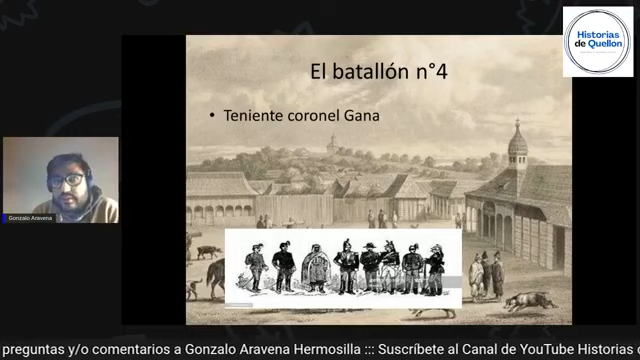 Historias
de Quellon
El batallón n°4
• Teniente coronel Gana
Gonzalo Aravena
preguntas y/o comentarios a Gonzalo Aravena Hermosilla ::: Suscríbete al Canal de YouTube Historias